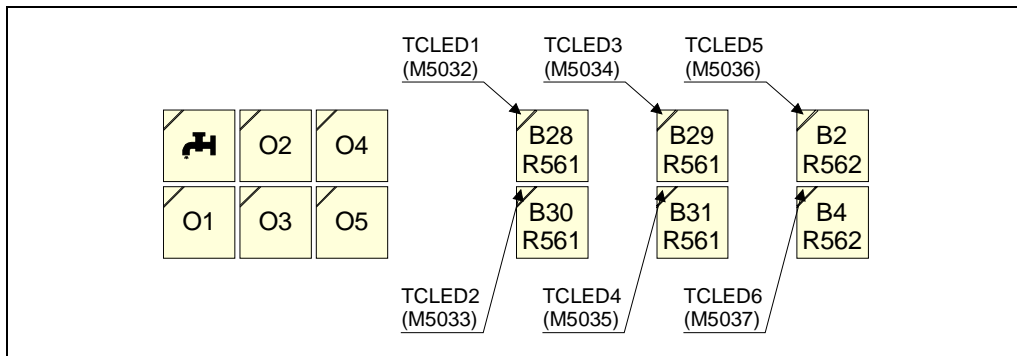 TCLED1
(M5032)
TCLED3
(M5034)
TCLED5
(M5036)
O2
O4
B28
R561
B29
R561
B2
R562
O1
O3
O5
B30
R561
B31
R561
B4
R562
TCLED2
(M5033)
TCLED4
(M5035)
TCLED6
(M5037)